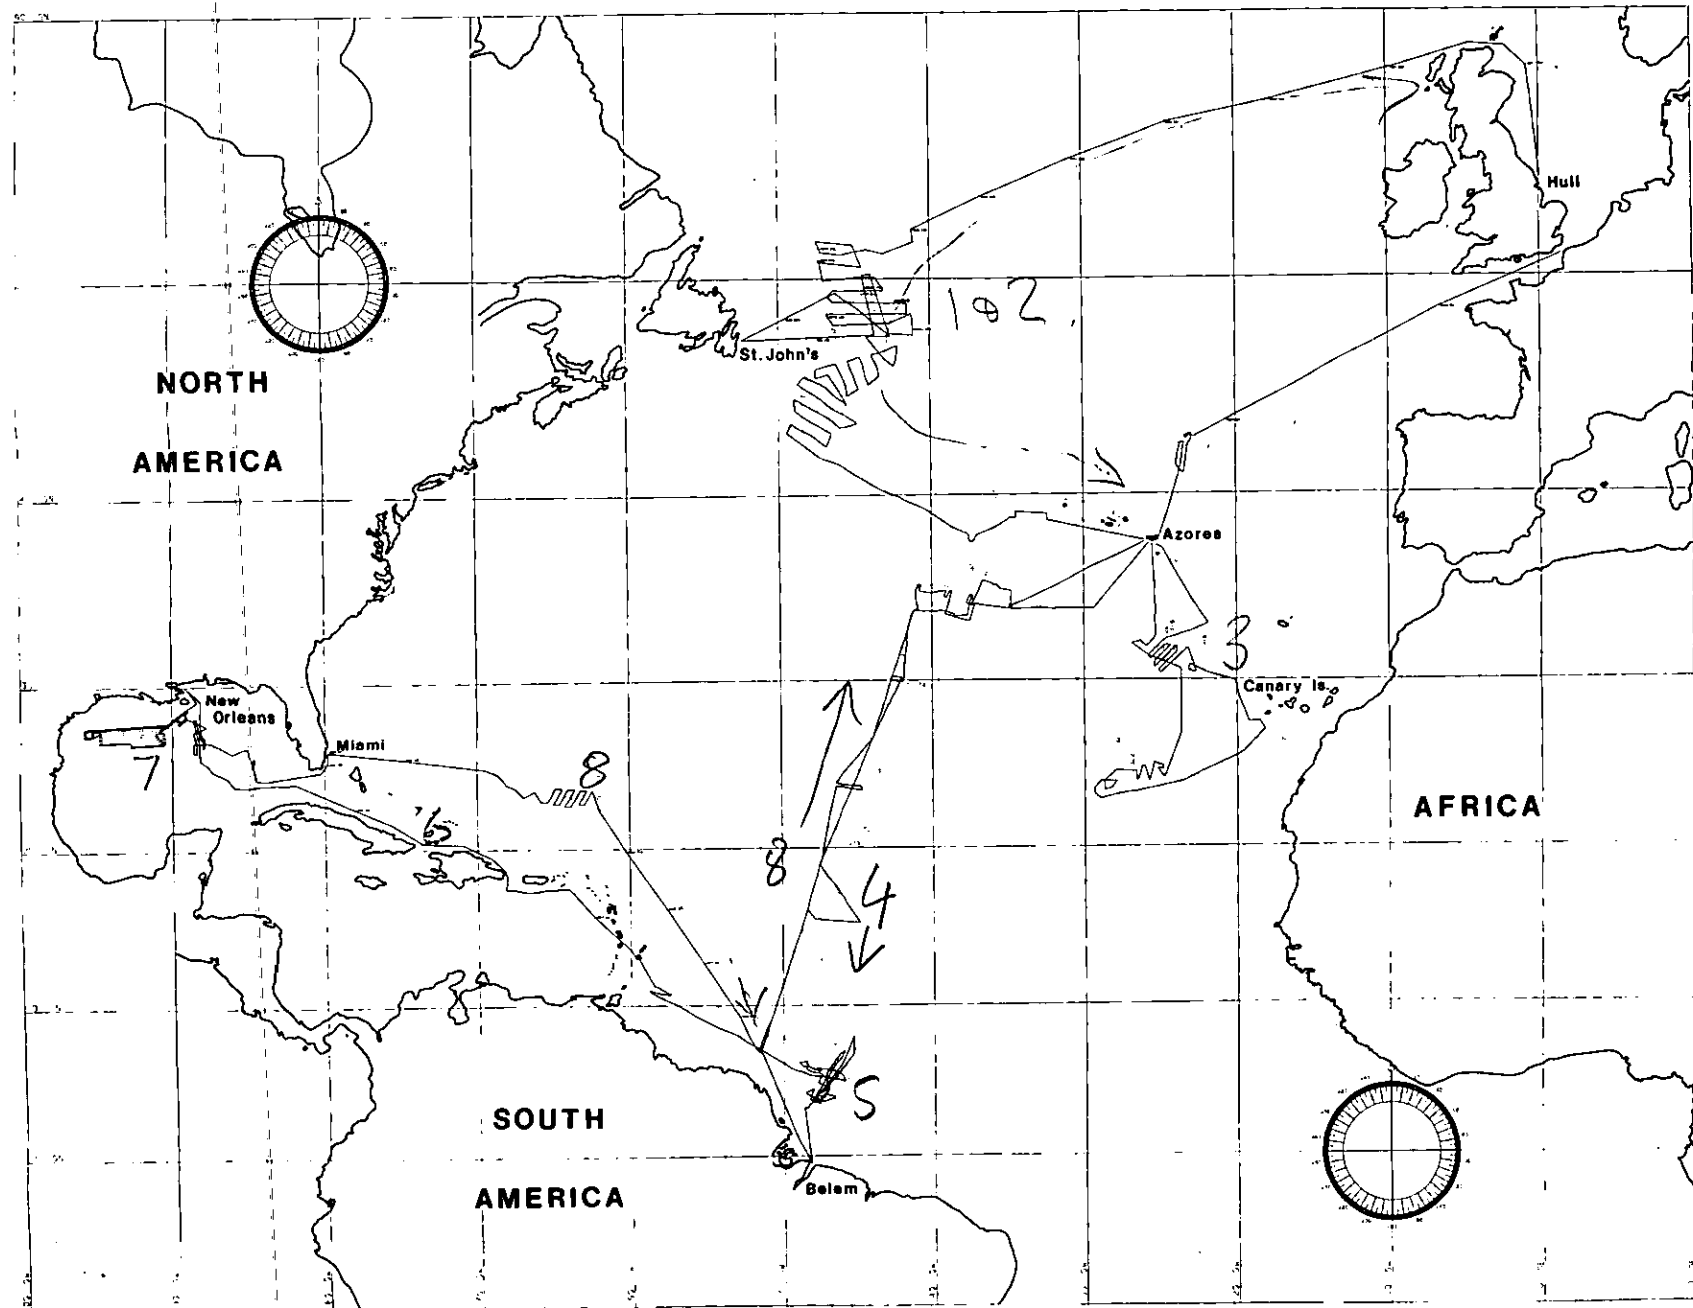 Hull
1 & 2
St. John's
NORTH
AMERICA
Azores
3
Canary Is.
New
Orleans
Miami
7
8
6
AFRICA
8
4
5
SOUTH
AMERICA
Belem